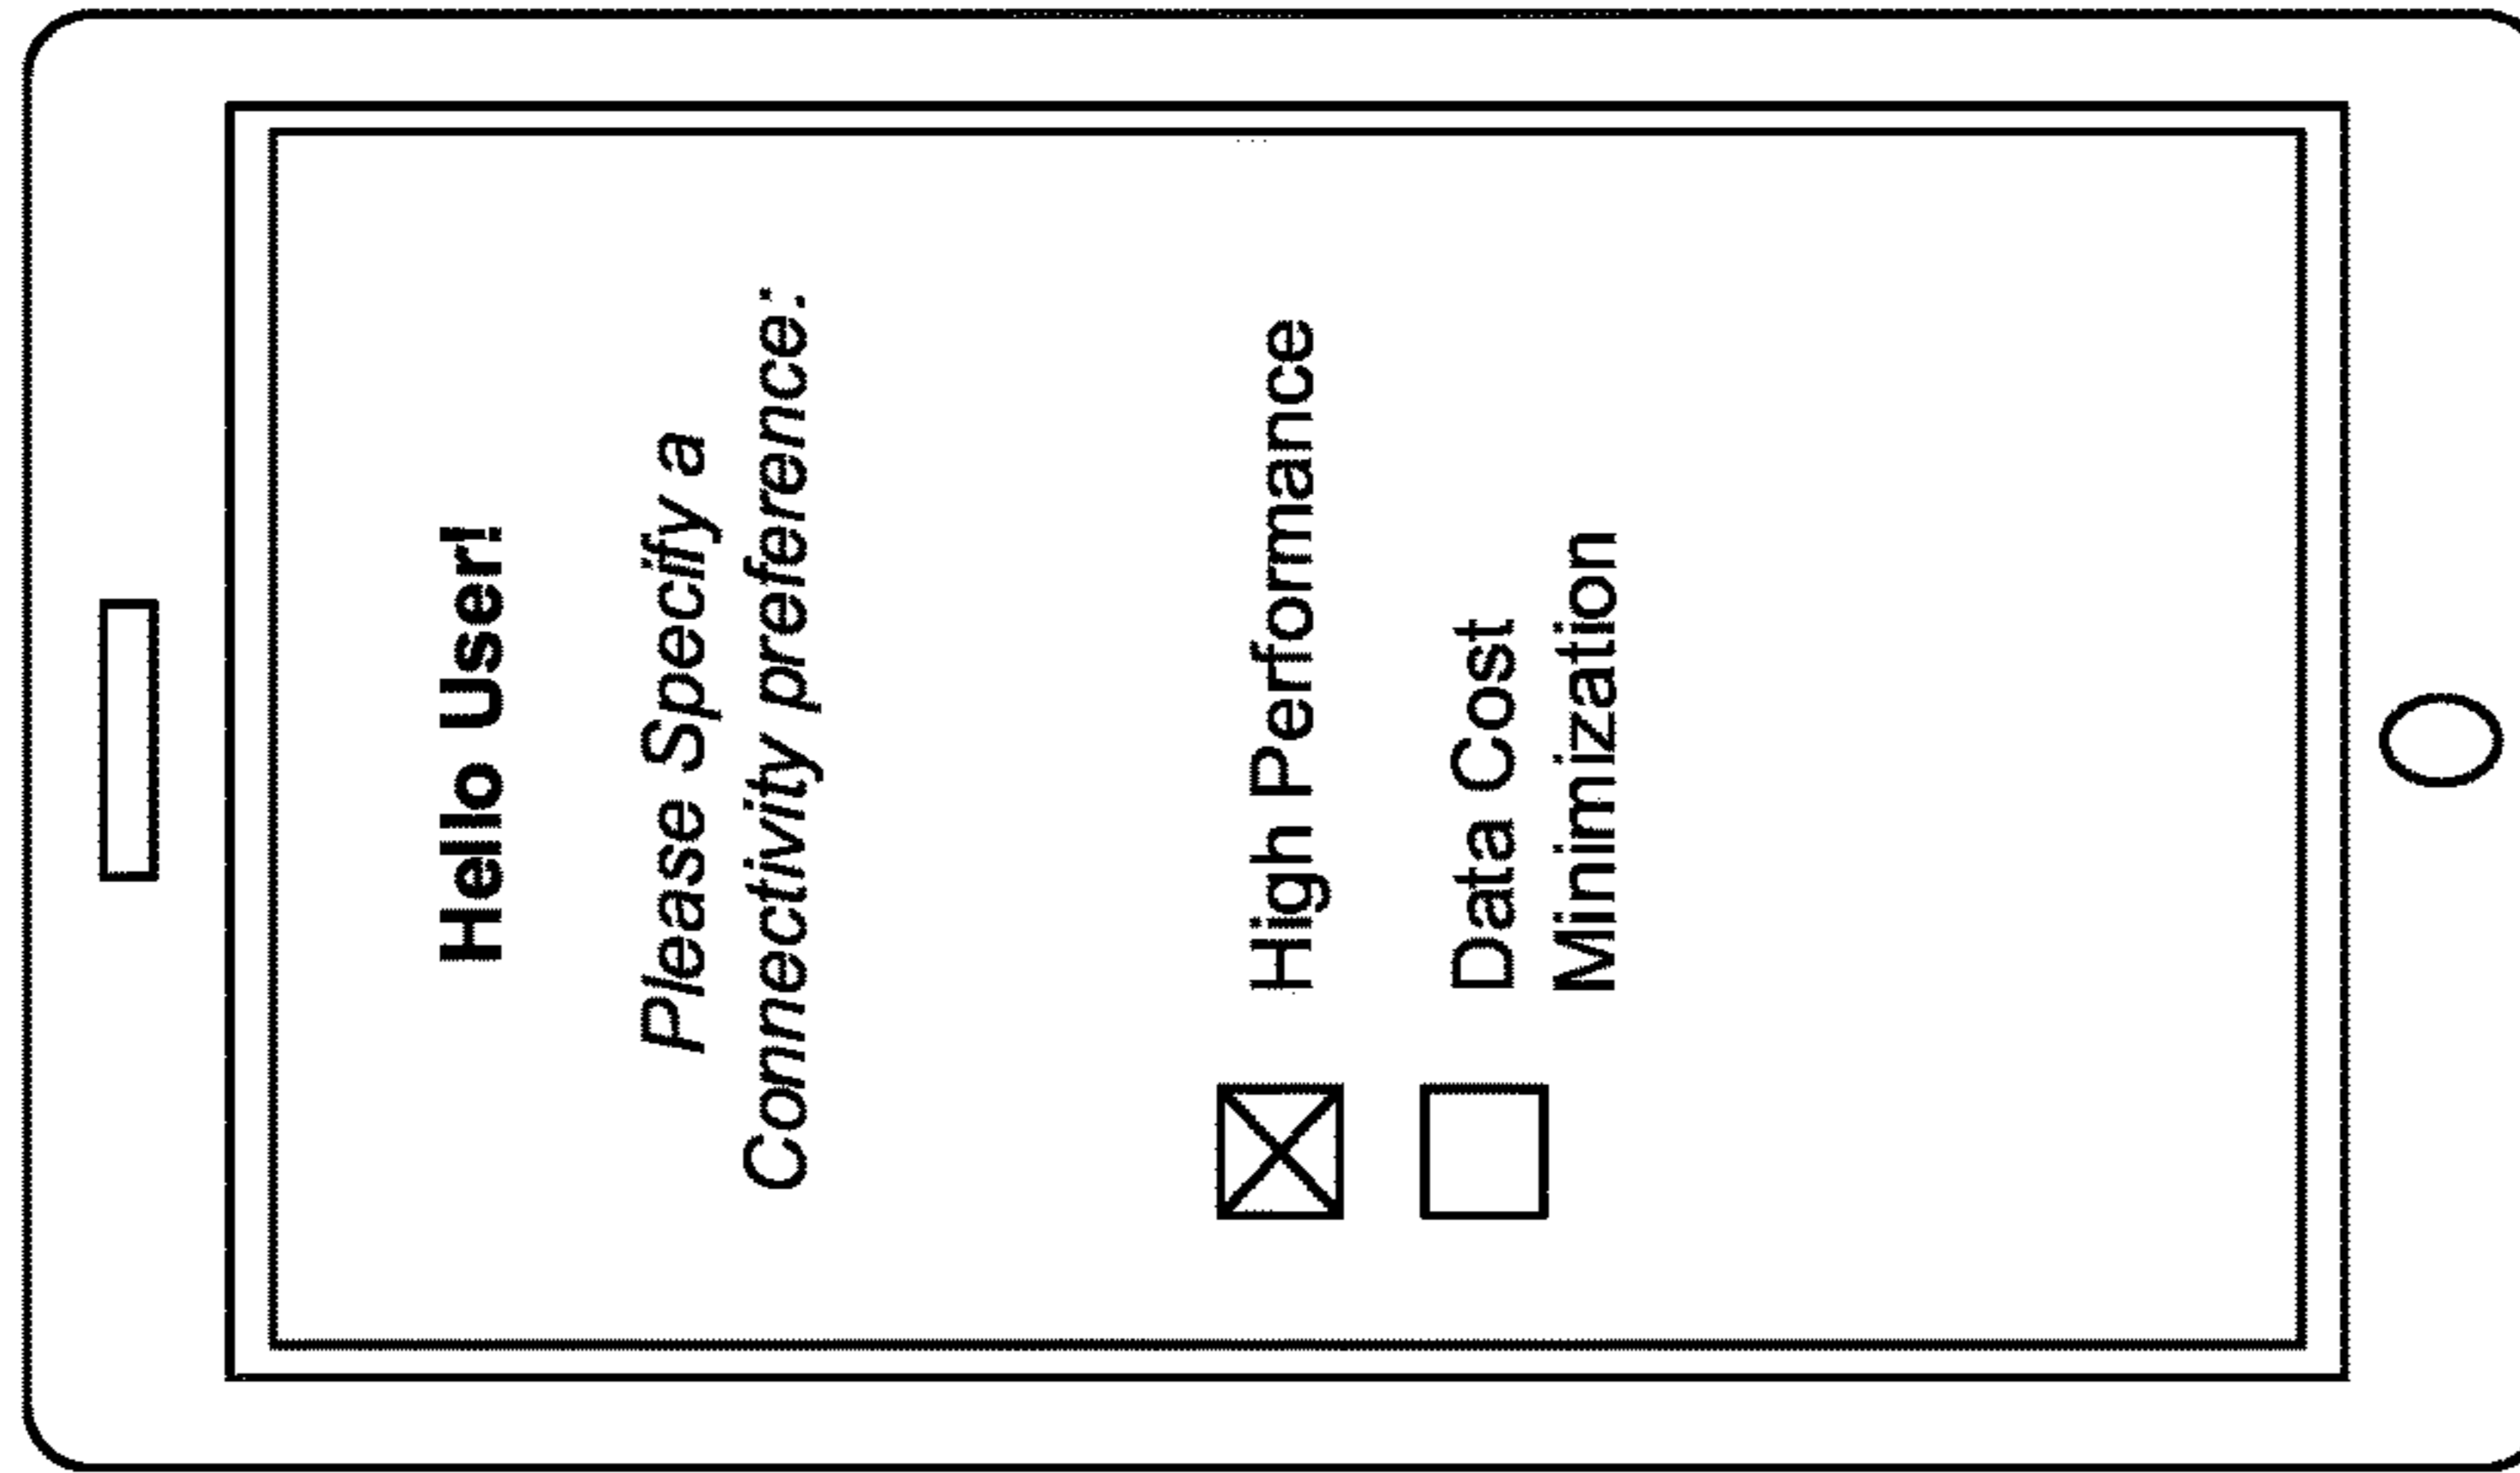 Hello User!
Please Specify a
Connectivity preference:
High Performance
Data Cost
Minimization